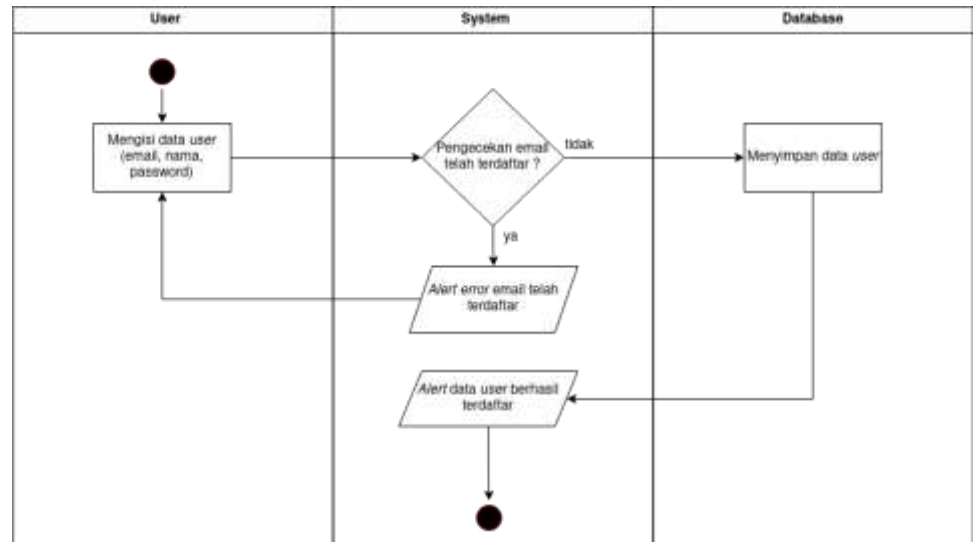 User
System
Database
Mengisi data user
(email, nama,
password)
Pengecekan email
telah terdaftar ?
tidak
Menyimpan data user
ya
Alert error email telah
terdaftar
Alert data user berhasil
terdaftar